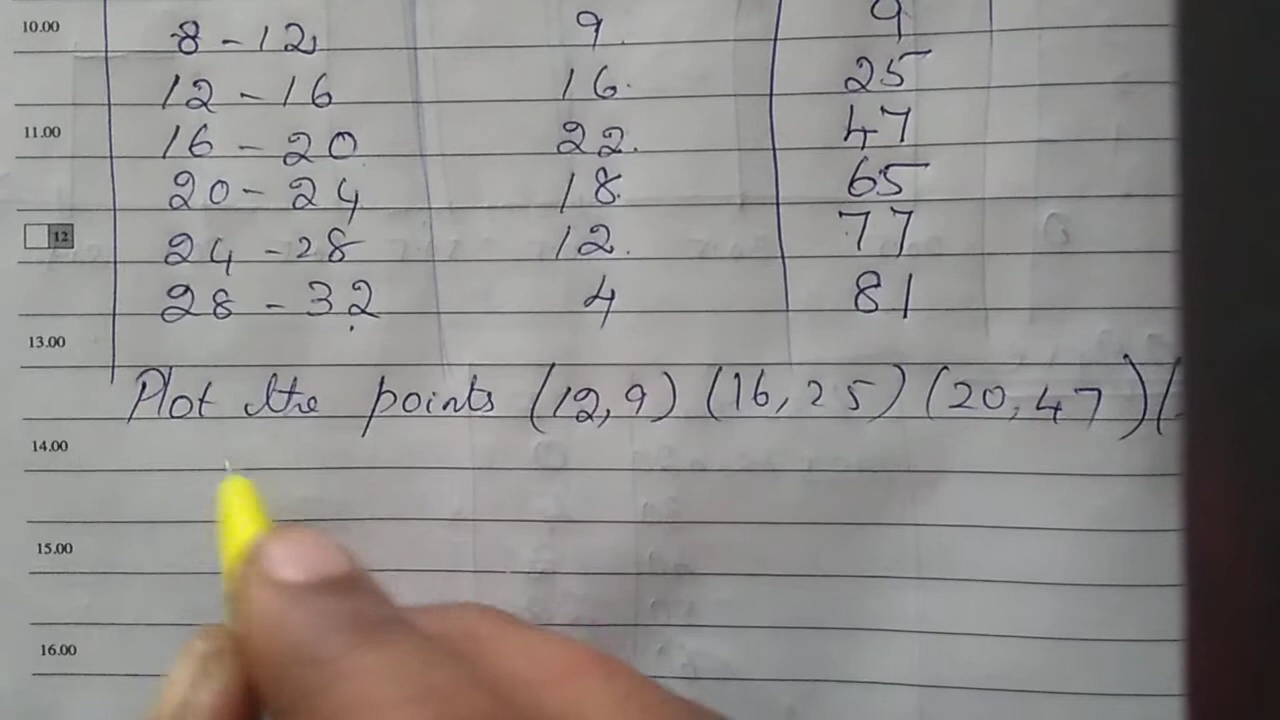 10.00 8 - 12 9 9
12 - 16 16 25
11.00 16 - 20 22 47
20 - 24 18 65
12 24 - 28 12 77
28 - 32 4 81
13.00
Plot the points (12,9) (16,25) (20,47) (
14.00
15.00
16.00